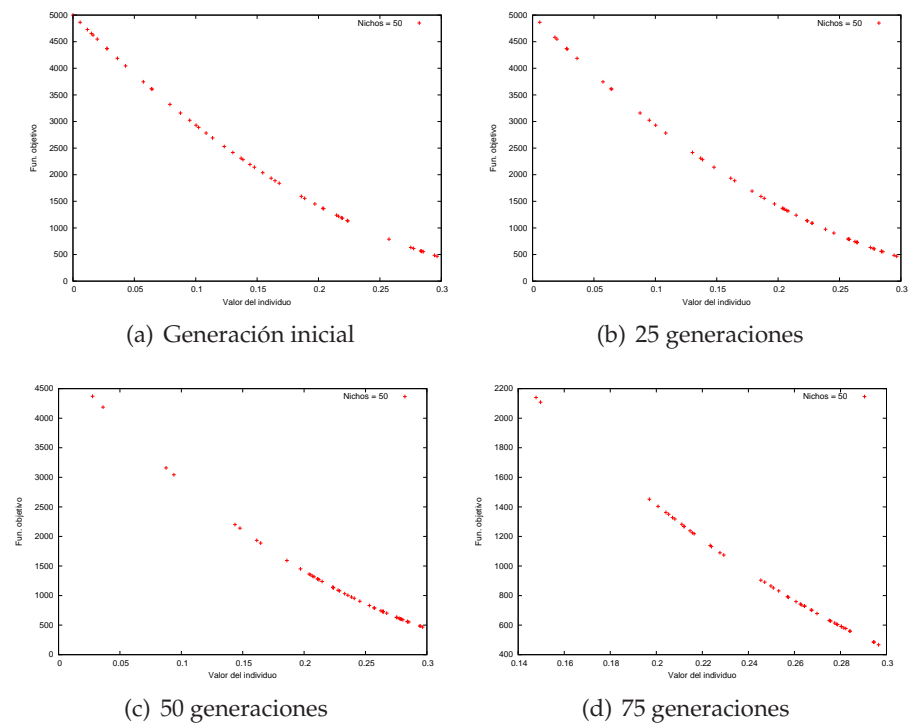 5000
4500
4000
3500
3000
2500
2000
1500
1000
500
0
Fun. objetivo
Nichos = 50
0 0.05 0.1 0.15 0.2 0.25 0.3
Valor del individuo
(a) Generación inicial
5000
4500
4000
3500
3000
2500
2000
1500
1000
500
0
Fun. objetivo
Nichos = 50
0 0.05 0.1 0.15 0.2 0.25 0.3
Valor del individuo
(b) 25 generaciones
4500
4000
3500
3000
2500
2000
1500
1000
500
0
Fun. objetivo
Nichos = 50
0 0.05 0.1 0.15 0.2 0.25 0.3
Valor del individuo
(c) 50 generaciones
2200
2000
1800
1600
1400
1200
1000
800
600
400
Fun. objetivo
Nichos = 50
0.14 0.16 0.18 0.2 0.22 0.24 0.26 0.28 0.3
Valor del individuo
(d) 75 generaciones